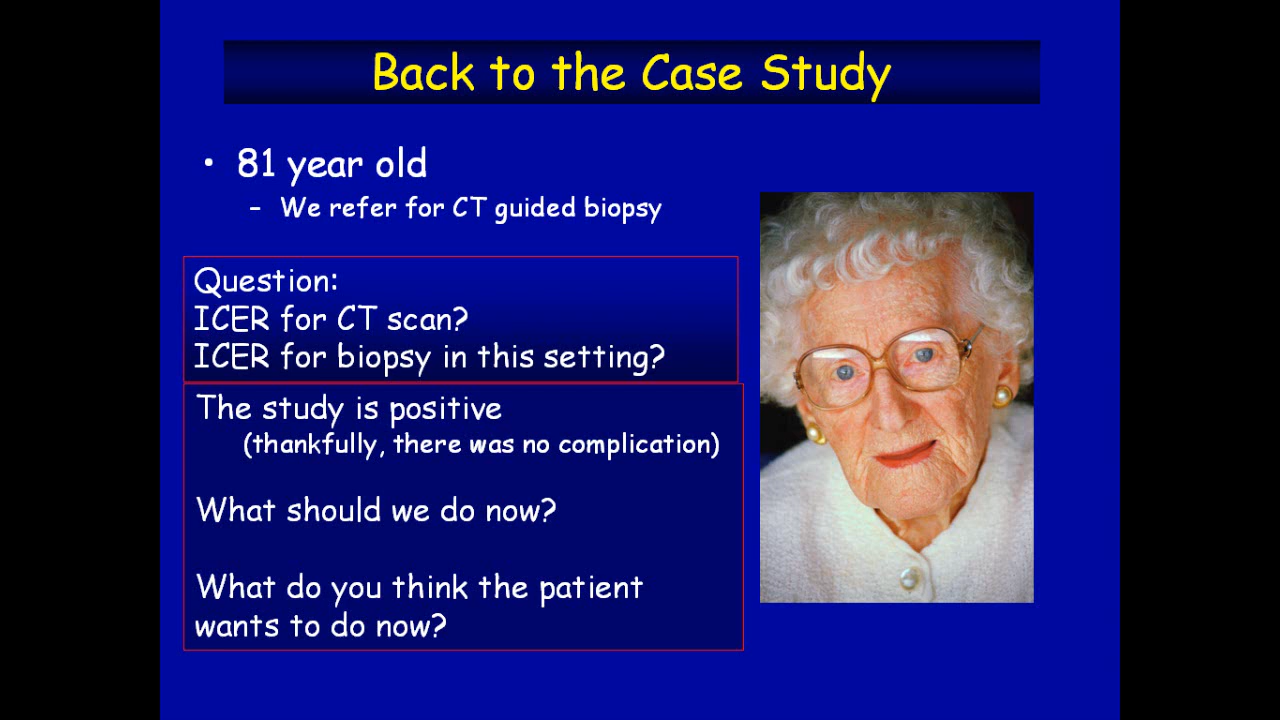 Back to the Case Study
• 81 year old
– We refer for CT guided biopsy
Question:
ICER for CT scan?
ICER for biopsy in this setting?
The study is positive
(thankfully, there was no complication)
What should we do now?
What do you think the patient
wants to do now?